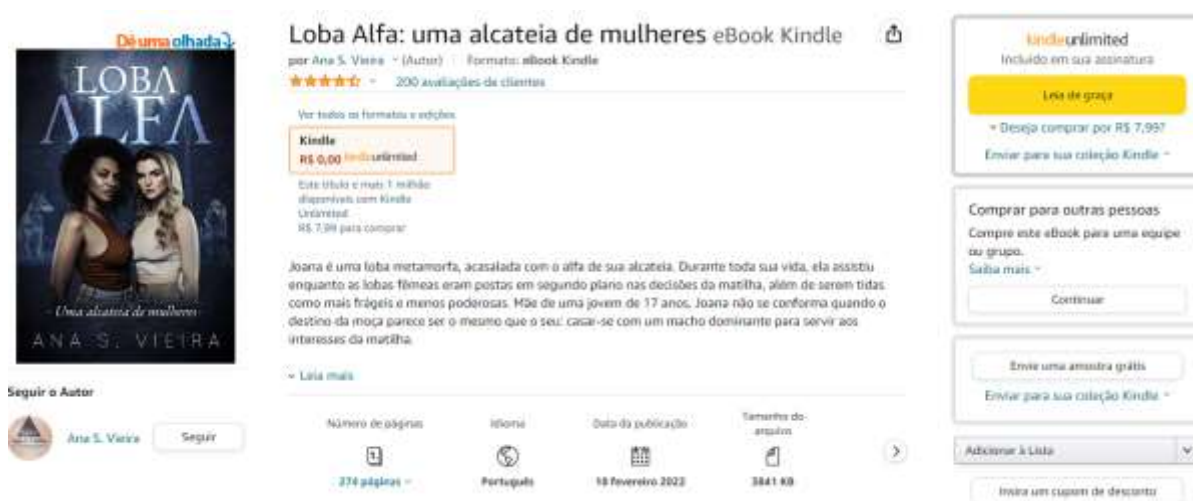 Dê uma olhada
LOBA
ALFA
Uma alcateia de mulheres
ANA S. VIEIRA
Seguir o Autor
Ana S. Vieira
Seguir
Loba Alfa: uma alcateia de mulheres eBook Kindle
por Ana S. Vieira (Autor) Formato: eBook Kindle
200 avaliações de clientes
Ver todos os formatos e edições
Kindle
R$ 0,00 kindleunlimited
Este título e mais 1 milhão
disponíveis com Kindle
Unlimited
R$ 7,99 para comprar
Joana é uma loba metamorfa, acasalada com o alfa de sua alcateia. Durante toda sua vida, ela assistiu
enquanto as lobas fêmeas eram postas em segundo plano nas decisões da matilha, além de serem tidas
como mais frágeis e menos poderosas. Mãe de uma jovem de 17 anos, Joana não se conforma quando o
destino da moça parece ser o mesmo que o seu: casar-se com um macho dominante para servir aos
interesses da matilha.
Leia mais
Número de páginas
274 páginas
Idioma
Português
Data da publicação
18 fevereiro 2022
Tamanho do
arquivo
3841 KB
kindleunlimited
Incluído em sua assinatura
Leia de graça
Deseja comprar por R$ 7,99?
Enviar para sua coleção Kindle
Comprar para outras pessoas
Compre este eBook para uma equipe
ou grupo.
Saiba mais
Continuar
Envie uma amostra grátis
Enviar para sua coleção Kindle
Adicionar à Lista
Insira um cupom de desconto